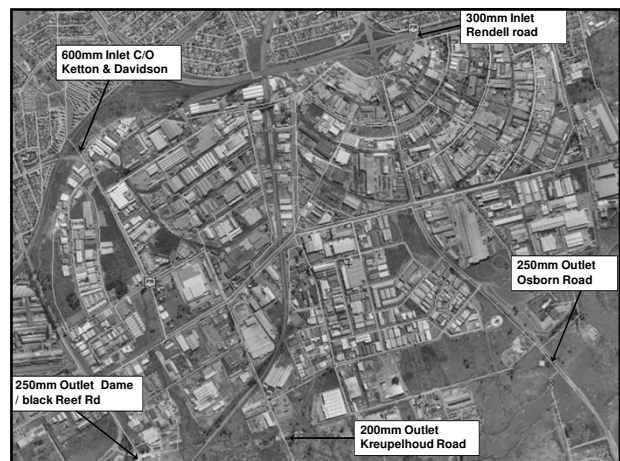 300mm Inlet
Rendell road
600mm Inlet C/O
Ketton & Davidson
250mm Outlet
Osborn Road
250mm Outlet  Dame
/ black Reef Rd
200mm Outlet
Kreupelhoud Road